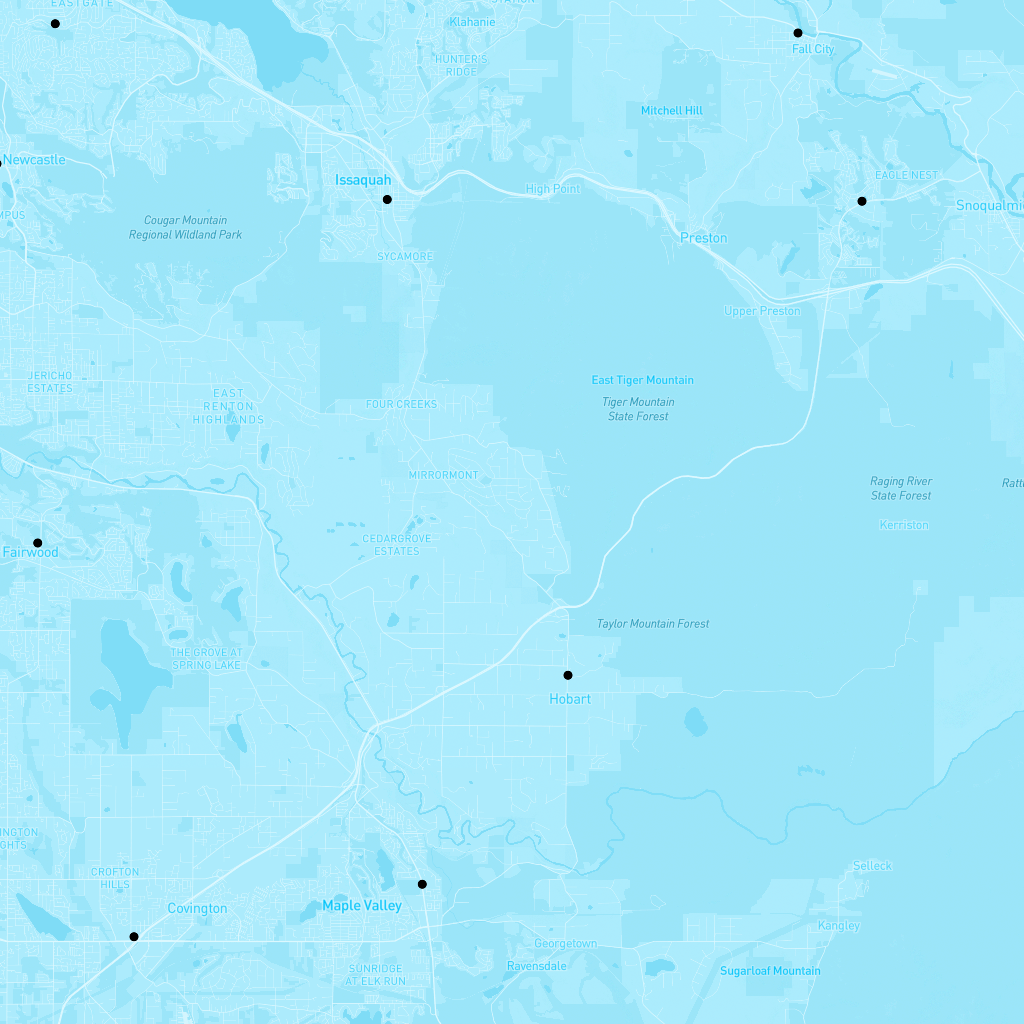 EASTGATE
STATION
Klahanie
Fall City
HUNTER'S
RIDGE
Mitchell Hill
Newcastle
Issaquah
High Point
EAGLE NEST
Snoqualmi
MPUS
Cougar Mountain
Regional Wildland Park
Preston
SYCAMORE
Upper Preston
JERICHO
ESTATES
East Tiger Mountain
EAST
RENTON
HIGHLANDS
FOUR CREEKS
Tiger Mountain
State Forest
MIRRORMONT
Raging River
State Forest
Ratt
Kerriston
CEDARGROVE
ESTATES
Fairwood
Taylor Mountain Forest
THE GROVE AT
SPRING LAKE
Hobart
INGTON
GHTS
CROFTON
HILLS
Selleck
Covington
Maple Valley
Kangley
Georgetown
SUNRIDGE
AT ELK RUN
Ravensdale
Sugarloaf Mountain